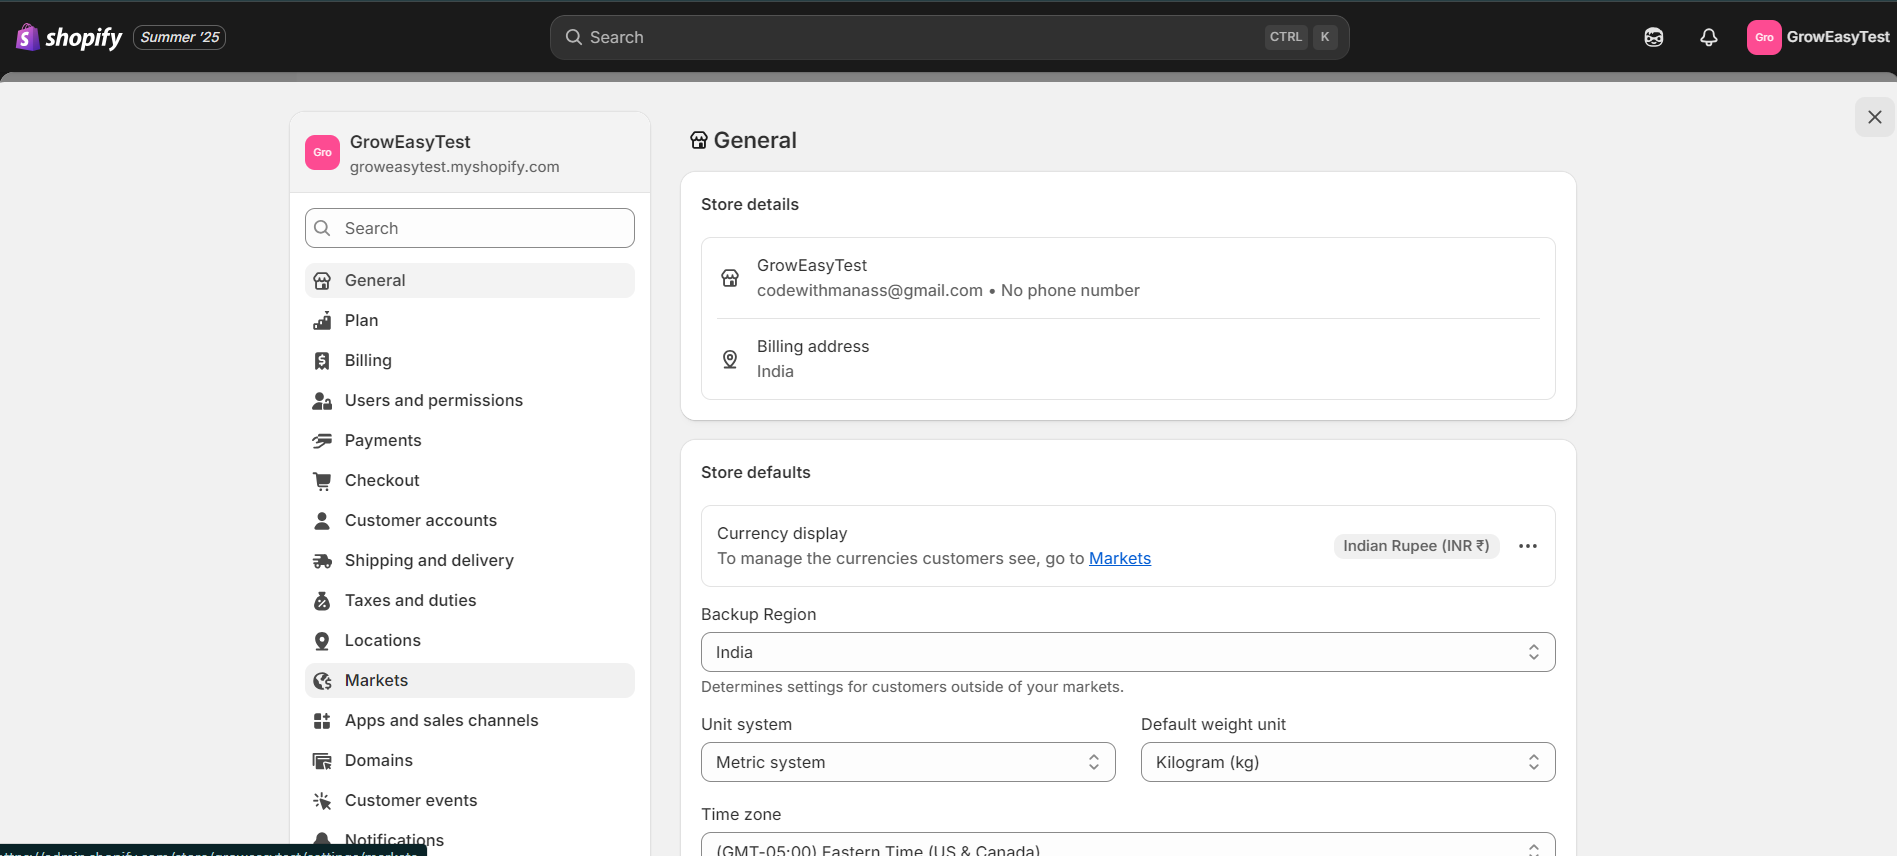 shopify
Summer '25
Search
CTRL K
Gro
GrowEasyTest
Gro
GrowEasyTest
groweasytest.myshopify.com
Search
General
Plan
Billing
Users and permissions
Payments
Checkout
Customer accounts
Shipping and delivery
Taxes and duties
Locations
Markets
Apps and sales channels
Domains
Customer events
Notifications
General
Store details
GrowEasyTest
codewithmanass@gmail.com • No phone number
Billing address
India
Store defaults
Currency display
To manage the currencies customers see, go to Markets
Indian Rupee (INR ₹)
Backup Region
India
Determines settings for customers outside of your markets.
Unit system
Metric system
Default weight unit
Kilogram (kg)
Time zone
(GMT-05:00) Eastern Time (US & Canada)